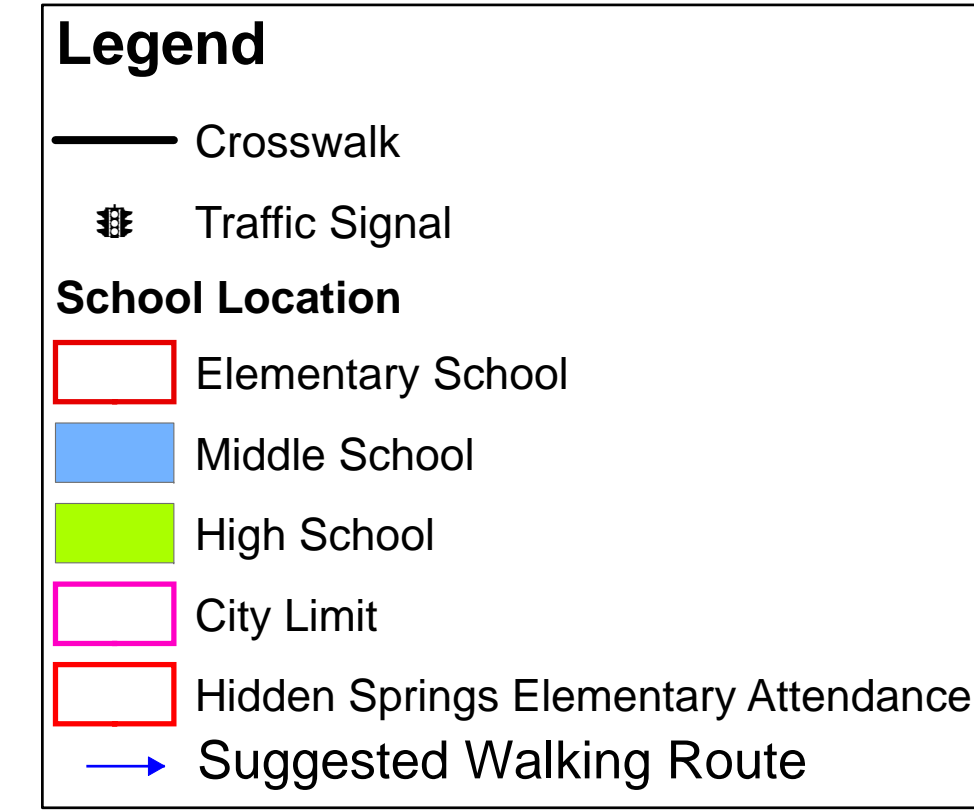 Legend
Crosswalk
Traffic Signal
School Location
Elementary School
Middle School
High School
City Limit
Hidden Springs Elementary Attendance
Suggested Walking Route